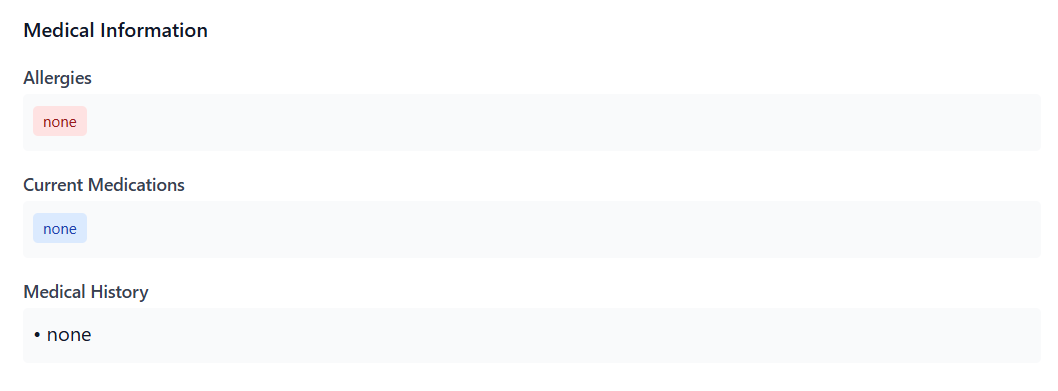 Medical Information
Allergies
none
Current Medications
none
Medical History
• none